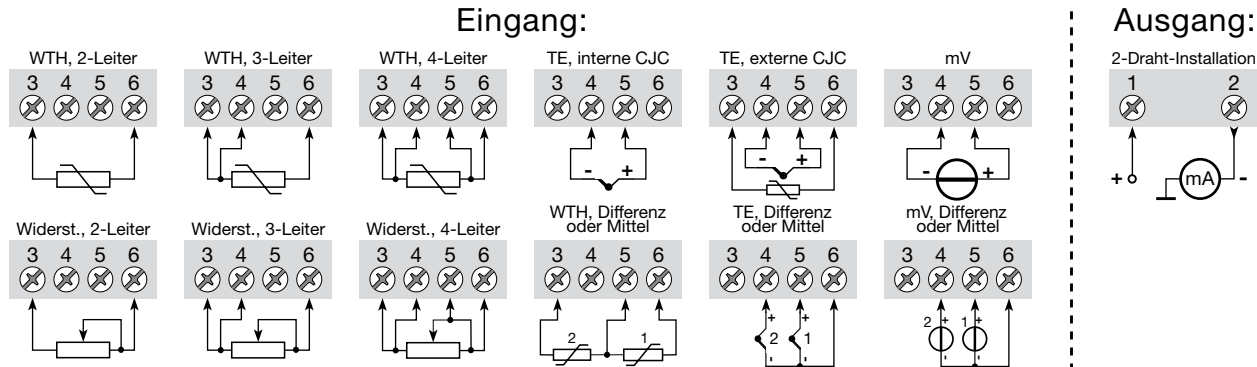 Eingang:
Ausgang:
WTH, 2-Leiter
WTH, 3-Leiter
WTH, 4-Leiter
TE, interne CJC
TE, externe CJC
mV
2-Draht-Installation
3 4 5 6
3 4 5 6
3 4 5 6
3 4 5 6
3 4 5 6
3 4 5 6
1 2
- +
- +
- +
+ mA -
Widerst., 2-Leiter
Widerst., 3-Leiter
Widerst., 4-Leiter
WTH, Differenz
oder Mittel
TE, Differenz
oder Mittel
mV, Differenz
oder Mittel
3 4 5 6
3 4 5 6
3 4 5 6
3 4 5 6
3 4 5 6
3 4 5 6
2 1
+ +
2 1
- -
2 + 1 +
- -